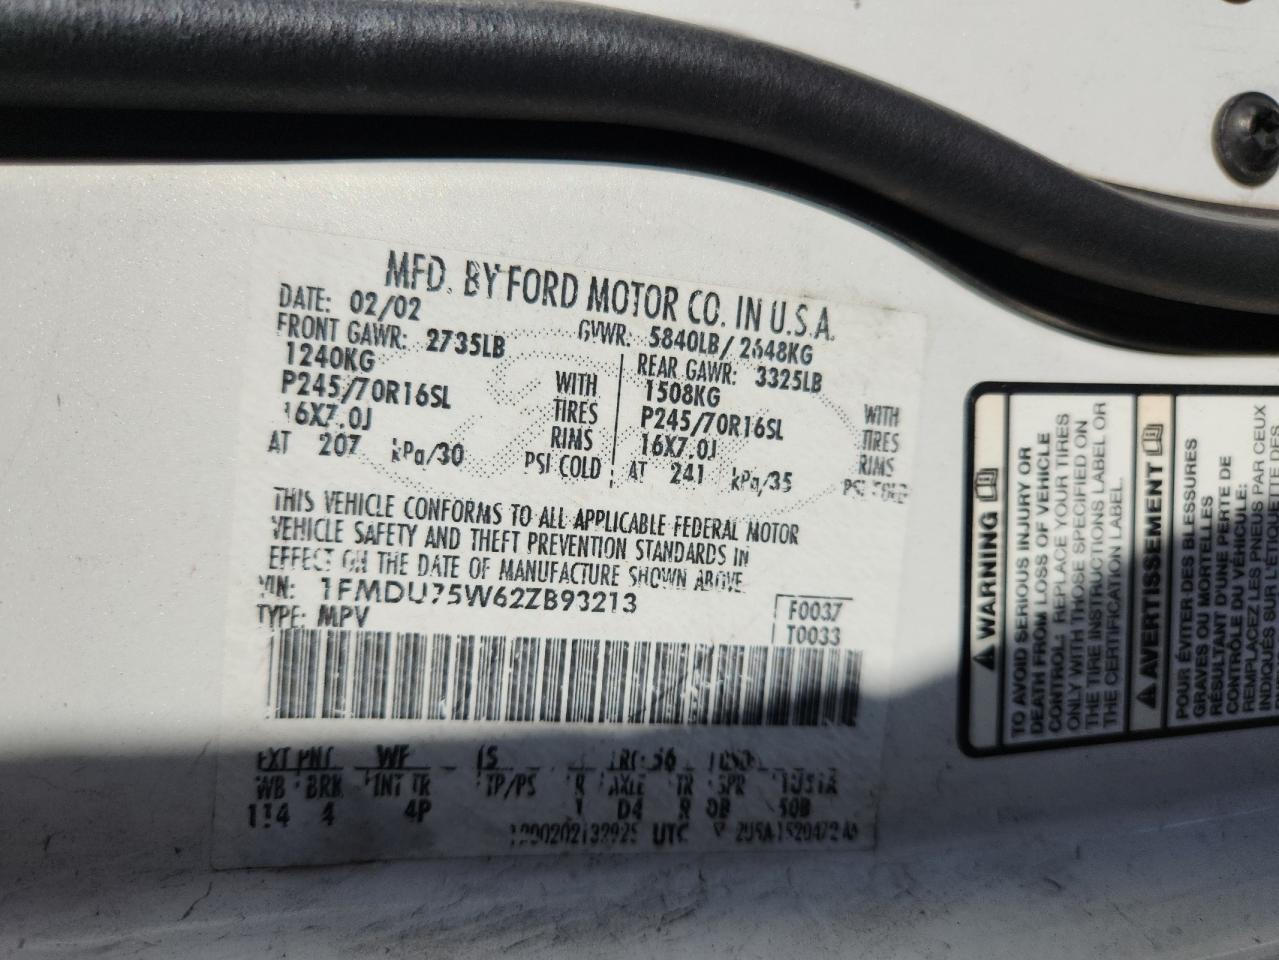 MFD. BY FORD MOTOR CO. IN U.S.A.
DATE: 02/02 GVWR: 5840LB/ 2648KG
FRONT GAWR: 2735LB REAR GAWR: 3325LB
1240KG WITH 1508KG WITH
P245/70R16SL TIRES P245/70R16SL TIRES
16X7.0J RIMS 16X7.0J RIMS
AT 207 kPa/30 PSI COLD AT 241 kPa/35 PSI COLD
THIS VEHICLE CONFORMS TO ALL APPLICABLE FEDERAL MOTOR
VEHICLE SAFETY AND THEFT PREVENTION STANDARDS IN
EFFECT ON THE DATE OF MANUFACTURE SHOWN ABOVE
VIN: 1FMDU75W62ZB93213 F0037
TYPE: MPV T0033
EXT PNT WF
WB BRK INT TR TP/PS R AXLE TR SPR
114 4 4P 1 D4 R
UTC
WARNING
TO AVOID SERIOUS INJURY OR
DEATH FROM LOSS OF VEHICLE
CONTROL: REPLACE YOUR TIRES
ONLY WITH THOSE SPECIFIED ON
THE TIRE INSTRUCTIONS LABEL OR
THE CERTIFICATION LABEL.
AVERTISSEMENT
POUR ÉVITER DES BLESSURES
GRAVES OU MORTELLES
RÉSULTANT D'UNE PERTE DE
CONTRÔLE DU VÉHICULE:
REMPLACEZ LES PNEUS PAR CEUX
INDIQUÉS SUR L'ÉTIQUETTE DES